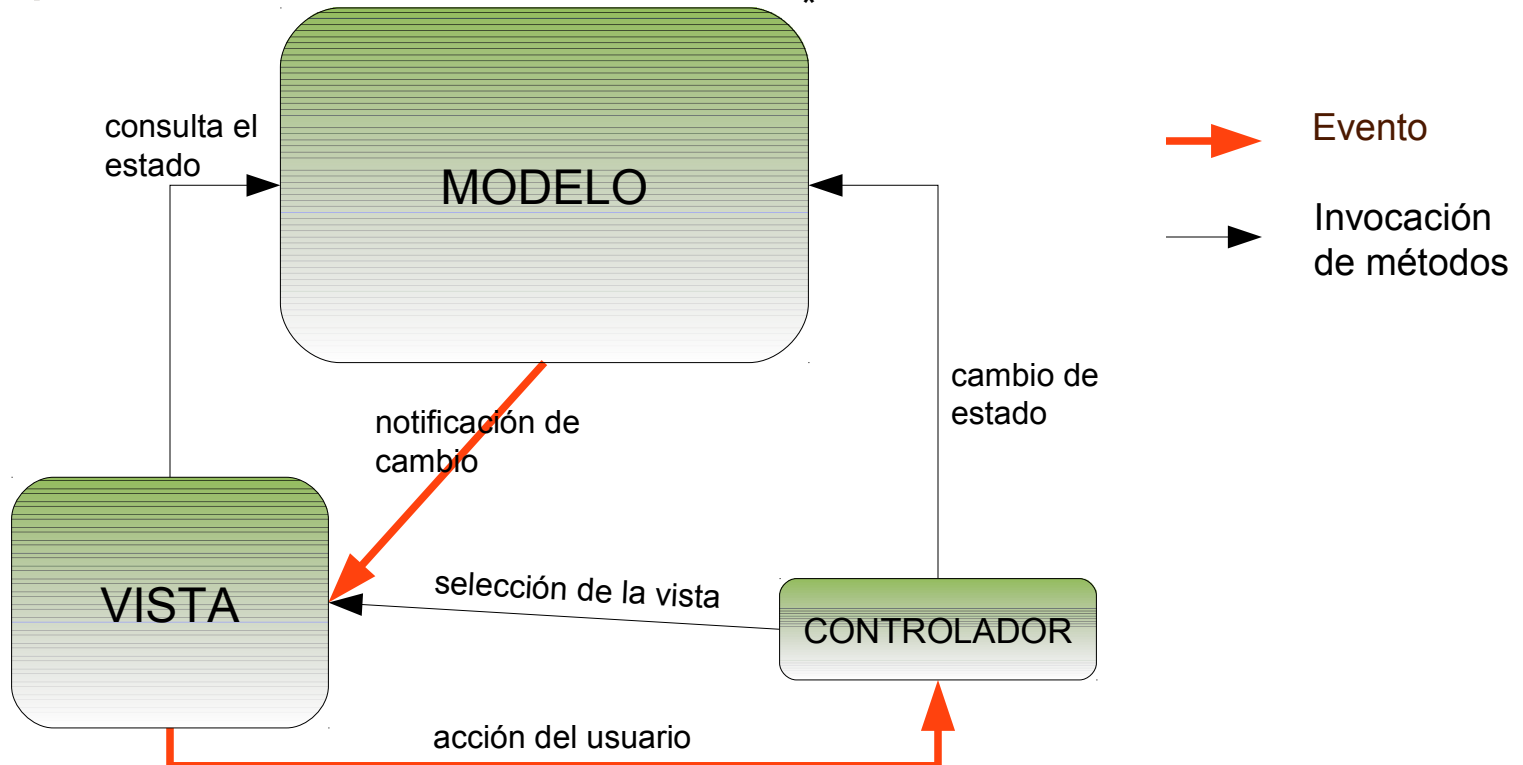 consulta el
estado
MODELO
Evento
Invocación
de métodos
cambio de
estado
notificación de
cambio
VISTA
selección de la vista
CONTROLADOR
acción del usuario